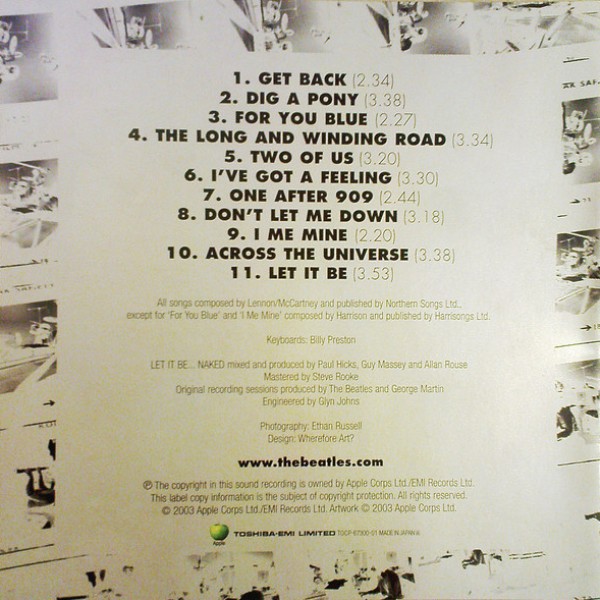 1. GET BACK (2.34)
2. DIG A PONY (3.38)
3. FOR YOU BLUE (2.27)
4. THE LONG AND WINDING ROAD (3.34)
5. TWO OF US (3.20)
6. I'VE GOT A FEELING (3.30)
7. ONE AFTER 909 (2.44)
8. DON'T LET ME DOWN (3.18)
9. I ME MINE (2.20)
10. ACROSS THE UNIVERSE (3.38)
11. LET IT BE (3.53)
All songs composed by Lennon/McCartney and published by Northern Songs Ltd.,
except for 'For You Blue' and 'I Me Mine' composed by Harrison and published by Harrisongs Ltd.
Keyboards: Billy Preston
LET IT BE... NAKED mixed and produced by Paul Hicks, Guy Massey and Allan Rouse
Mastered by Steve Rooke
Original recording sessions produced by The Beatles and George Martin
Engineered by Glyn Johns
Photography: Ethan Russell
Design: Wherefore Art?
www.thebeatles.com
℗ The copyright in this sound recording is owned by Apple Corps Ltd./EMI Records Ltd.
This label copy information is the subject of copyright protection. All rights reserved.
© 2003 Apple Corps Ltd./EMI Records Ltd. Artwork © 2003 Apple Corps Ltd.
Apple TOSHIBA-EMI LIMITED MADE IN JAPAN